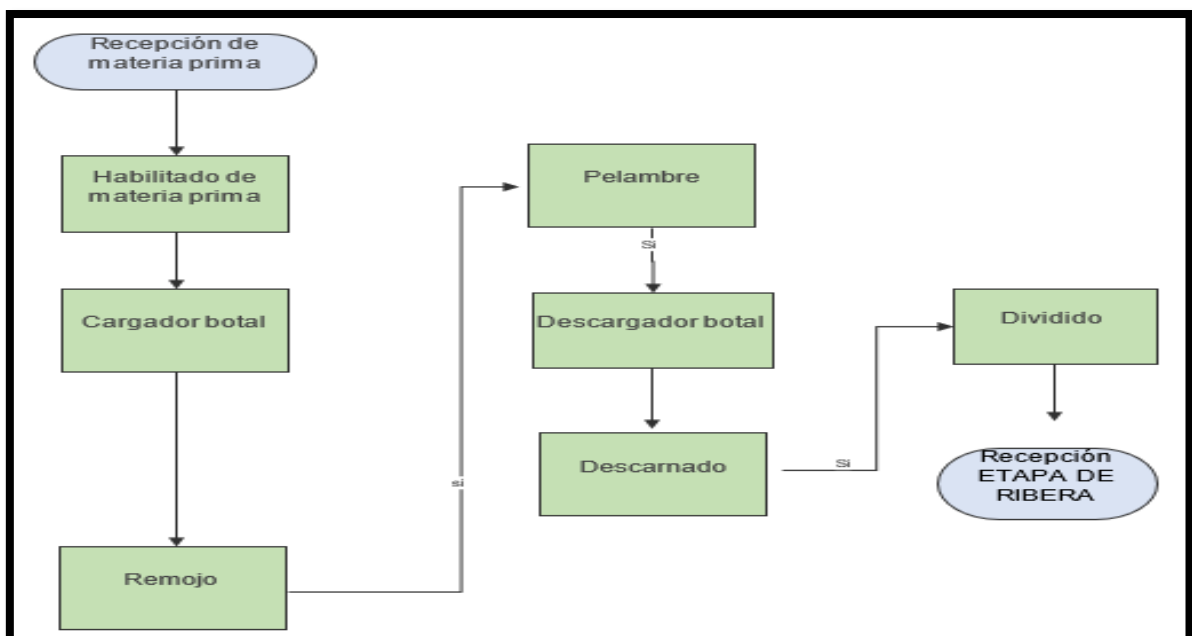 Recepción de
materia prima
Habilitado de
materia prima
Cargador botal
Remojo
si
Pelambre
Si
Descargador botal
Descarnado
Si
Dividido
Recepción
ETAPA DE
RIBERA